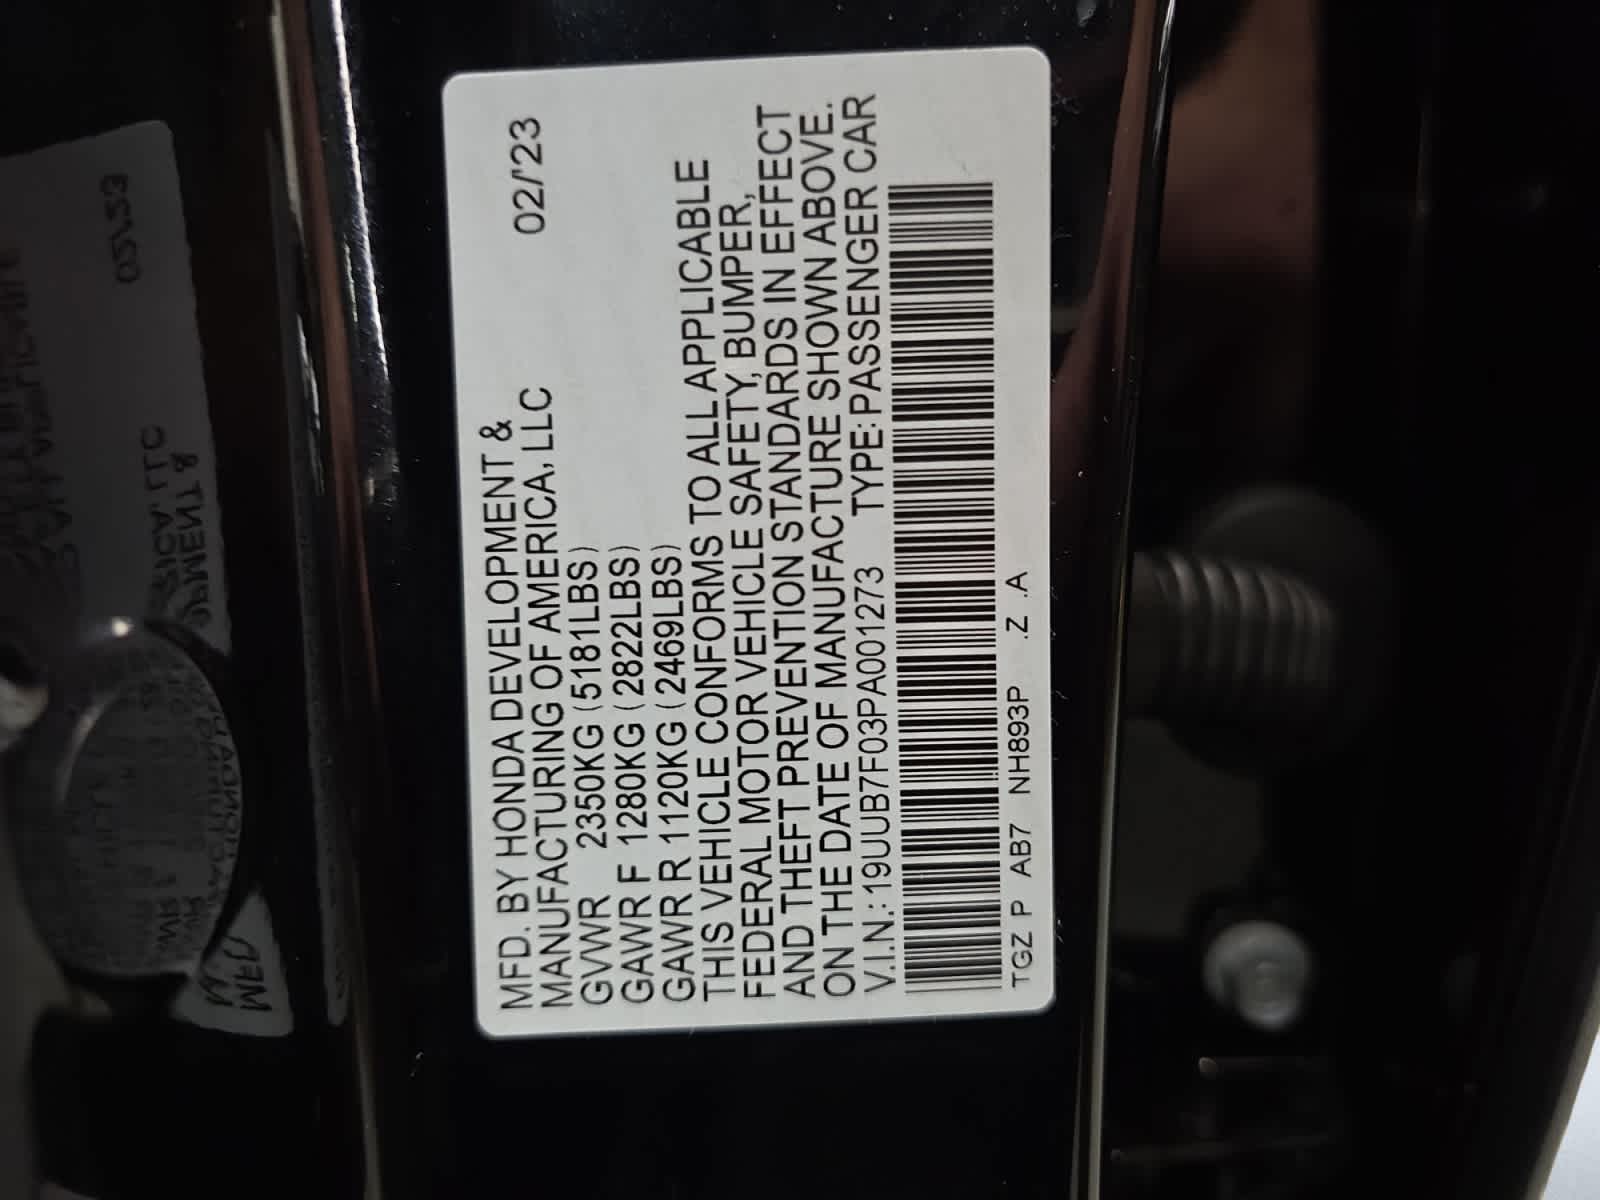 MFD. BY HONDA DEVELOPMENT & 02/'23
MANUFACTURING OF AMERICA, LLC
GVWR 2350KG (5181LBS)
GAWR F 1280KG (2822LBS)
GAWR R 1120KG (2469LBS)
THIS VEHICLE CONFORMS TO ALL APPLICABLE
FEDERAL MOTOR VEHICLE SAFETY, BUMPER,
AND THEFT PREVENTION STANDARDS IN EFFECT
ON THE DATE OF MANUFACTURE SHOWN ABOVE.
V.I.N.: 19UUB7F03PA001273 TYPE: PASSENGER CAR
TGZ P AB7 NH893P .Z .A